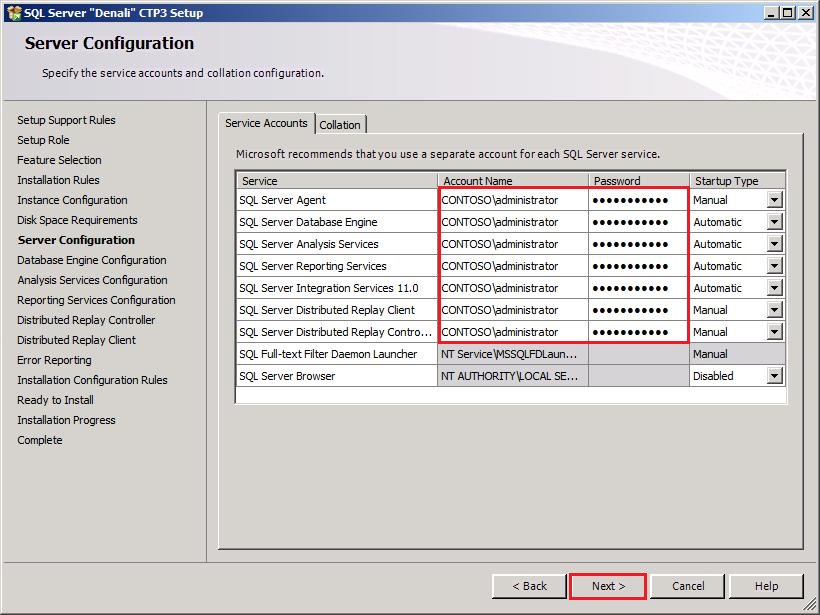 SQL Server "Denali" CTP3 Setup
Server Configuration
Specify the service accounts and collation configuration.
Setup Support Rules
Setup Role
Feature Selection
Installation Rules
Instance Configuration
Disk Space Requirements
Server Configuration
Database Engine Configuration
Analysis Services Configuration
Reporting Services Configuration
Distributed Replay Controller
Distributed Replay Client
Error Reporting
Installation Configuration Rules
Ready to Install
Installation Progress
Complete
Service Accounts Collation
Microsoft recommends that you use a separate account for each SQL Server service.
Service Account Name Password Startup Type
SQL Server Agent CONTOSO\administrator ●●●●●●●●●●● Manual
SQL Server Database Engine CONTOSO\administrator ●●●●●●●●●●● Automatic
SQL Server Analysis Services CONTOSO\administrator ●●●●●●●●●●● Automatic
SQL Server Reporting Services CONTOSO\administrator ●●●●●●●●●●● Automatic
SQL Server Integration Services 11.0 CONTOSO\administrator ●●●●●●●●●●● Automatic
SQL Server Distributed Replay Client CONTOSO\administrator ●●●●●●●●●●● Manual
SQL Server Distributed Replay Contro... CONTOSO\administrator ●●●●●●●●●●● Manual
SQL Full-text Filter Daemon Launcher NT Service\MSSQLFDLaun... Manual
SQL Server Browser NT AUTHORITY\LOCAL SE... Disabled
< Back Next > Cancel Help